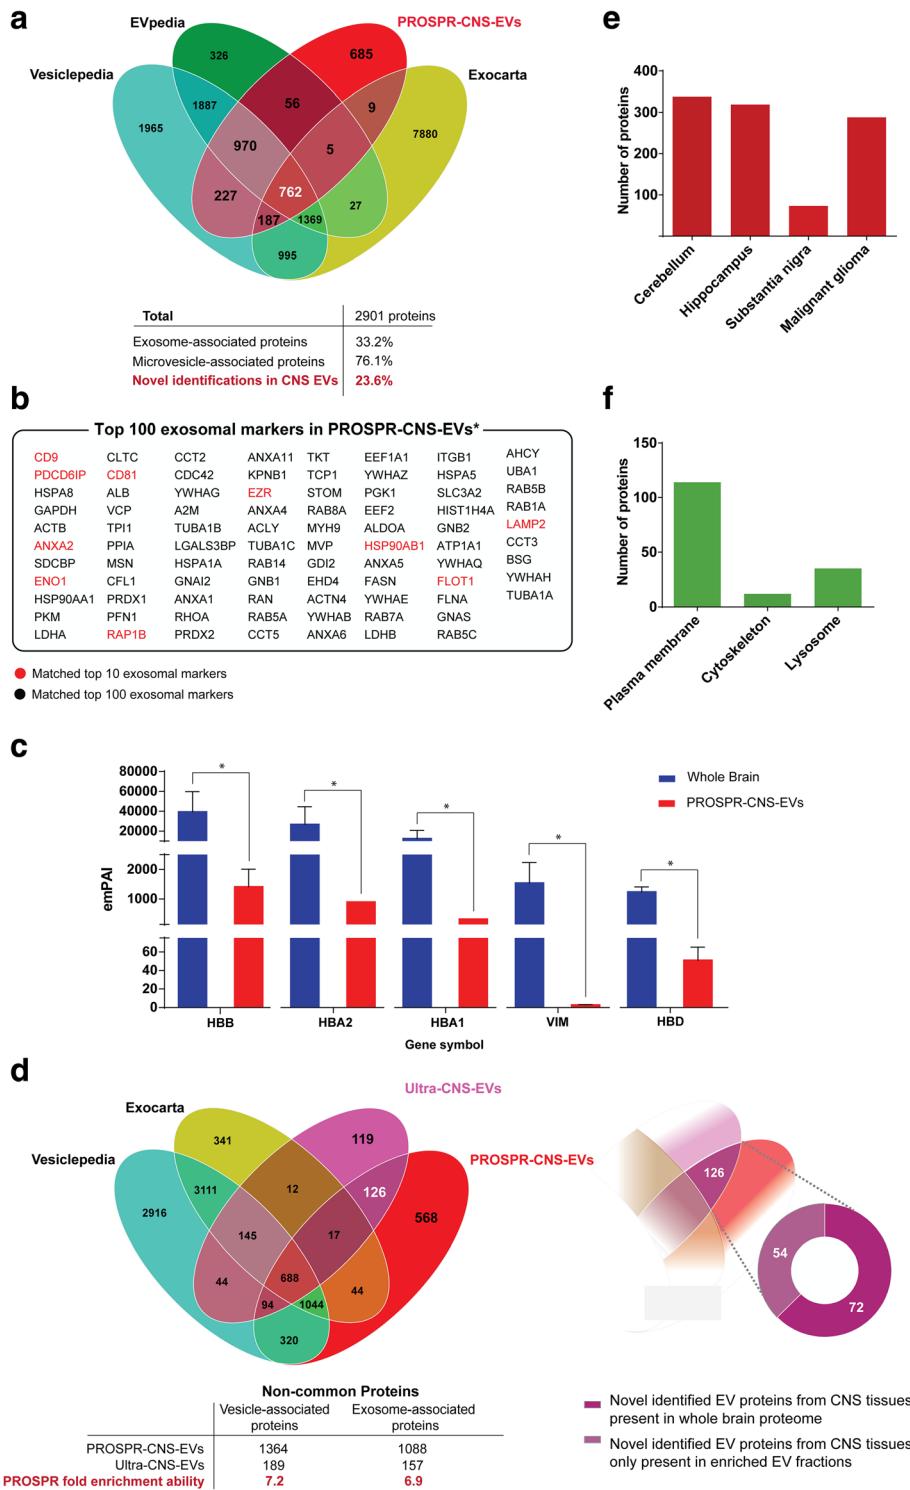 a
EVpedia
PROSPR-CNS-EVs
Vesiclepedia
Exocarta
326
685
1887
56
9
1965
7880
970
5
762
227
187
1369
27
995
Total 2901 proteins
Exosome-associated proteins 33.2%
Microvesicle-associated proteins 76.1%
Novel identifications in CNS EVs 23.6%
e
Number of proteins
400
300
200
100
Cerebellum
Hippocampus
Substantia nigra
Malignant glioma
b
Top 100 exosomal markers in PROSPR-CNS-EVs*
CD9 CLTC CCT2 ANXA11 TKT EEF1A1 ITGB1 AHCY
PDCD6IP CD81 CDC42 KPNB1 TCP1 YWHAZ HSPA5 UBA1
HSPA8 ALB YWHAG EZR STOM PGK1 SLC3A2 RAB5B
GAPDH VCP A2M ANXA4 RAB8A EEF2 HIST1H4A RAB1A
ACTB TPI1 TUBA1B ACLY MYH9 ALDOA GNB2 LAMP2
ANXA2 PPIA LGALS3BP TUBA1C MVP HSP90AB1 ATP1A1 CCT3
SDCBP MSN HSPA1A RAB14 GDI2 ANXA5 YWHAQ BSG
ENO1 CFL1 GNAI2 GNB1 EHD4 FASN FLOT1 YWHAH
HSP90AA1 PRDX1 ANXA1 RAN ACTN4 YWHAE FLNA TUBA1A
PKM PFN1 RHOA RAB5A YWHAB RAB7A GNAS
LDHA RAP1B PRDX2 CCT5 ANXA6 LDHB RAB5C
Matched top 10 exosomal markers
Matched top 100 exosomal markers
f
Number of proteins
150
100
50
0
Plasma membrane
Cytoskeleton
Lysosome
c
emPAI
80000
60000
40000
20000
2000
1000
60
40
20
0
*
*
*
*
*
HBB
HBA2
HBA1
VIM
HBD
Gene symbol
Whole Brain
PROSPR-CNS-EVs
d
Ultra-CNS-EVs
Exocarta
Vesiclepedia
PROSPR-CNS-EVs
341
119
3111
12
126
2916
568
145
17
688
44
94
1044
44
320
126
54
72
Non-common Proteins
Vesicle-associated proteins
Exosome-associated proteins
PROSPR-CNS-EVs 1364 1088
Ultra-CNS-EVs 189 157
PROSPR fold enrichment ability 7.2 6.9
Novel identified EV proteins from CNS tissues
present in whole brain proteome
Novel identified EV proteins from CNS tissues
only present in enriched EV fractions